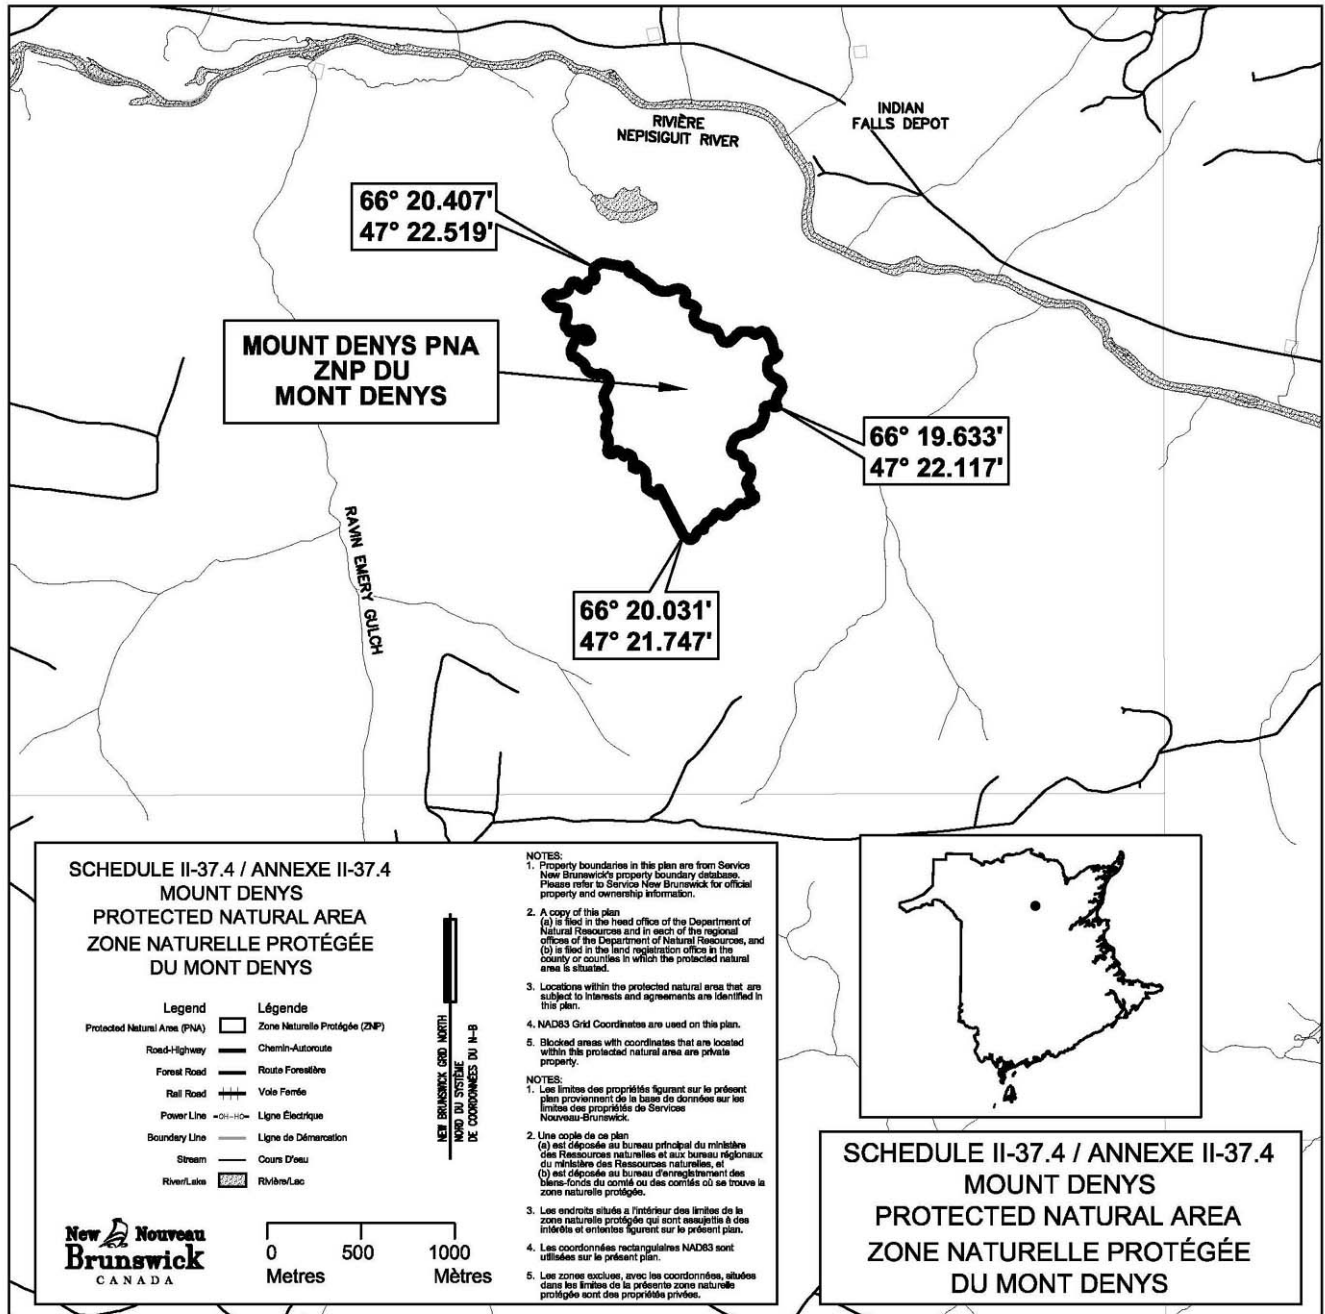 RIVIÈRE
NEPISIGUIT RIVER
INDIAN
FALLS DEPOT
66° 20.407'
47° 22.519'
MOUNT DENYS PNA
ZNP DU
MONT DENYS
66° 19.633'
47° 22.117'
RAVIN EMERY GULCH
66° 20.031'
47° 21.747'
SCHEDULE II-37.4 / ANNEXE II-37.4
MOUNT DENYS
PROTECTED NATURAL AREA
ZONE NATURELLE PROTÉGÉE
DU MONT DENYS
Legend Légende
Protected Natural Area (PNA) Zone Naturelle Protégée (ZNP)
Road-Highway Chemin-Autoroute
Forest Road Route Forestière
Rail Road Voie Ferrée
Power Line -OH-HO- Ligne Électrique
Boundary Line Ligne de Démarcation
Stream Cours D'eau
River/Lake Rivière/Lac
New Nouveau
Brunswick
CANADA
0 500 1000
Metres Mètres
NEW BRUNSWICK GRID NORTH
NORD DU SYSTÈME
DE COORDONNÉES DU N-B
NOTES:
1. Property boundaries in this plan are from Service
New Brunswick's property boundary database.
Please refer to Service New Brunswick for official
property and ownership information.
2. A copy of this plan
(a) is filed in the head office of the Department of
Natural Resources and in each of the regional
offices of the Department of Natural Resources, and
(b) is filed in the land registration office in the
county or counties in which the protected natural
area is situated.
3. Locations within the protected natural area that are
subject to interests and agreements are identified in
this plan.
4. NAD83 Grid Coordinates are used on this plan.
5. Blocked areas with coordinates that are located
within this protected natural area are private
property.
NOTES:
1. Les limites des propriétés figurant sur le présent
plan proviennent de la base de données sur les
limites des propriétés de Services
Nouveau-Brunswick.
2. Une copie de ce plan
(a) est déposée au bureau principal du ministère
des Ressources naturelles et aux bureau régionaux
du ministère des Ressources naturelles, et
(b) est déposée au bureau d'enregistrement des
biens-fonds du comté ou des comtés où se trouve la
zone naturelle protégée.
3. Les endroits situés a l'intérieur des limites de la
zone naturelle protégée qui sont assujettis à des
intérêts et ententes figurent sur le présent plan.
4. Les coordonnées rectangulaires NAD83 sont
utilisées sur le présent plan.
5. Les zones exclues, avec les coordonnées, situées
dans les limites de la présente zone naturelle
protégée sont des propriétés privées.
SCHEDULE II-37.4 / ANNEXE II-37.4
MOUNT DENYS
PROTECTED NATURAL AREA
ZONE NATURELLE PROTÉGÉE
DU MONT DENYS